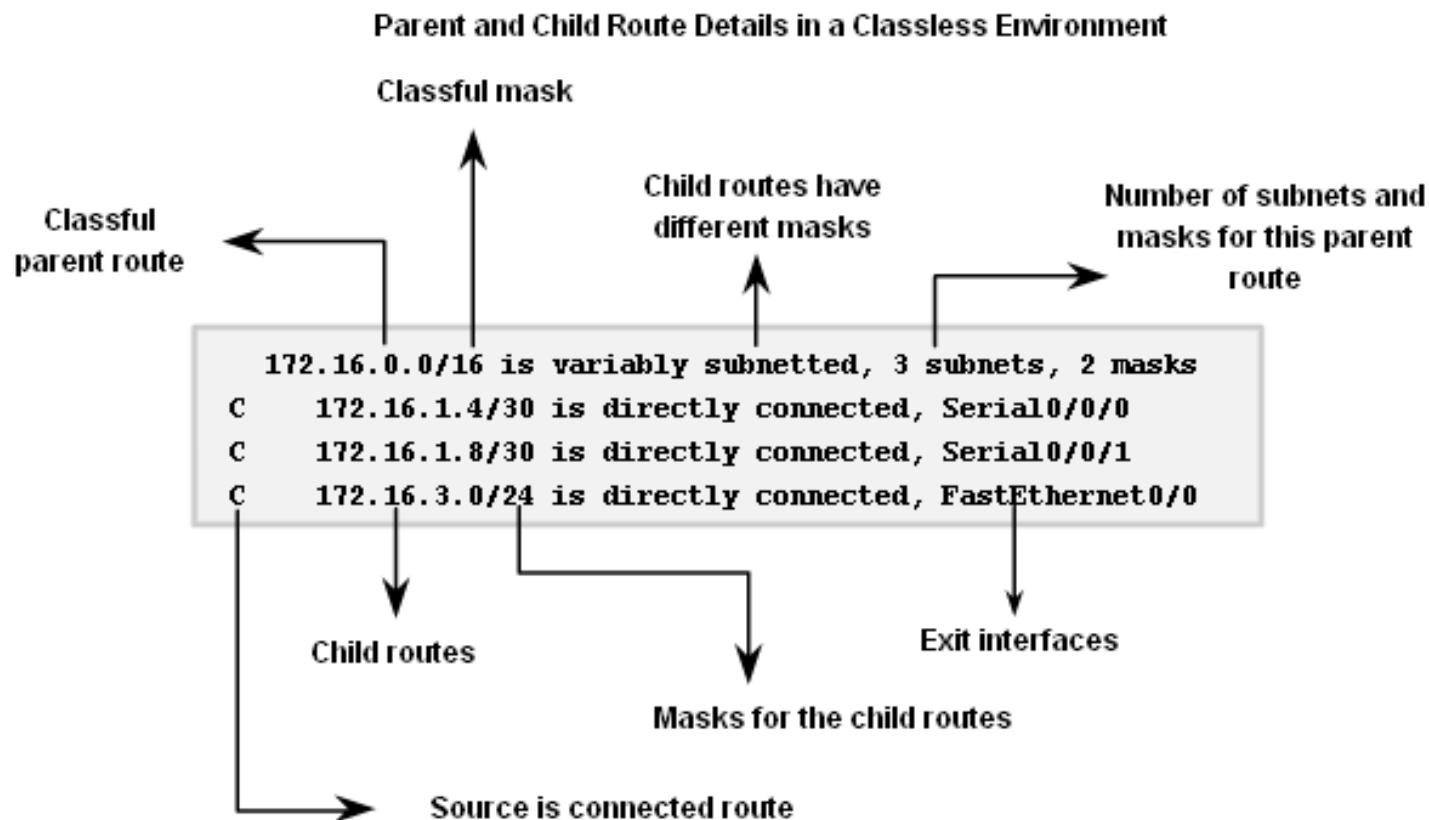 Parent and Child Route Details in a Classless Environment
Classful mask
Child routes have
different masks
Number of subnets and
masks for this parent
route
Classful
parent route
172.16.0.0/16 is variably subnetted, 3 subnets, 2 masks
C 172.16.1.4/30 is directly connected, Serial0/0/0
C 172.16.1.8/30 is directly connected, Serial0/0/1
C 172.16.3.0/24 is directly connected, FastEthernet0/0
Child routes
Exit interfaces
Masks for the child routes
Source is connected route